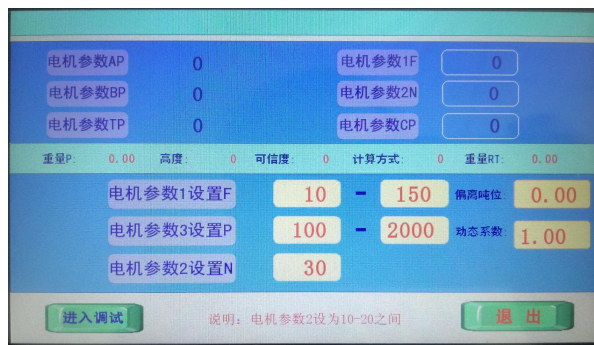 电机参数AP 0 电机参数1F 0
电机参数BP 0 电机参数2N 0
电机参数TP 0 电机参数CP 0
重量P: 0.00 高度: 0 可信度: 0 计算方式: 0 重量RT: 0.00
电机参数1设置F 10 - 150 偏离吨位: 0.00
电机参数3设置P 100 - 2000 动态系数: 1.00
电机参数2设置N 30
进入调试 说明: 电机参数2设为10-20之间 退 出